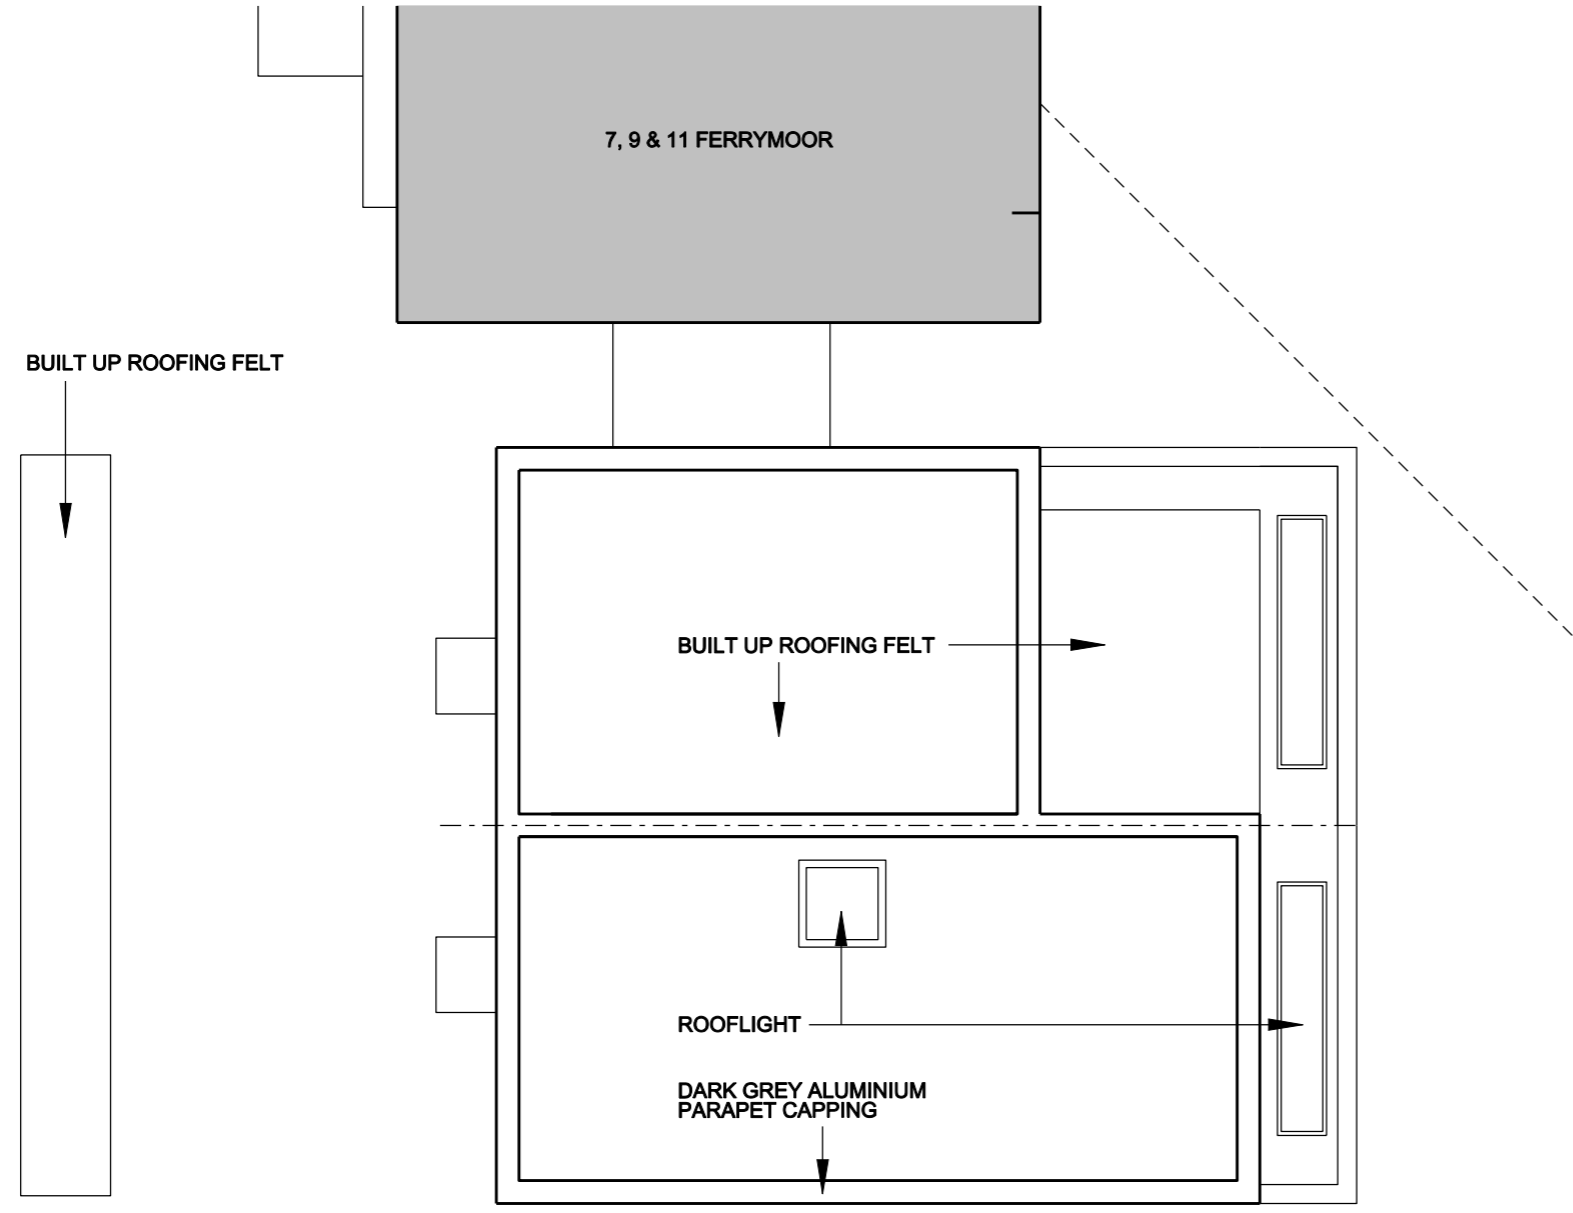 7, 9 & 11 FERRYMOOR
BUILT UP ROOFING FELT
BUILT UP ROOFING FELT
ROOFLIGHT
DARK GREY ALUMINIUM
PARAPET CAPPING